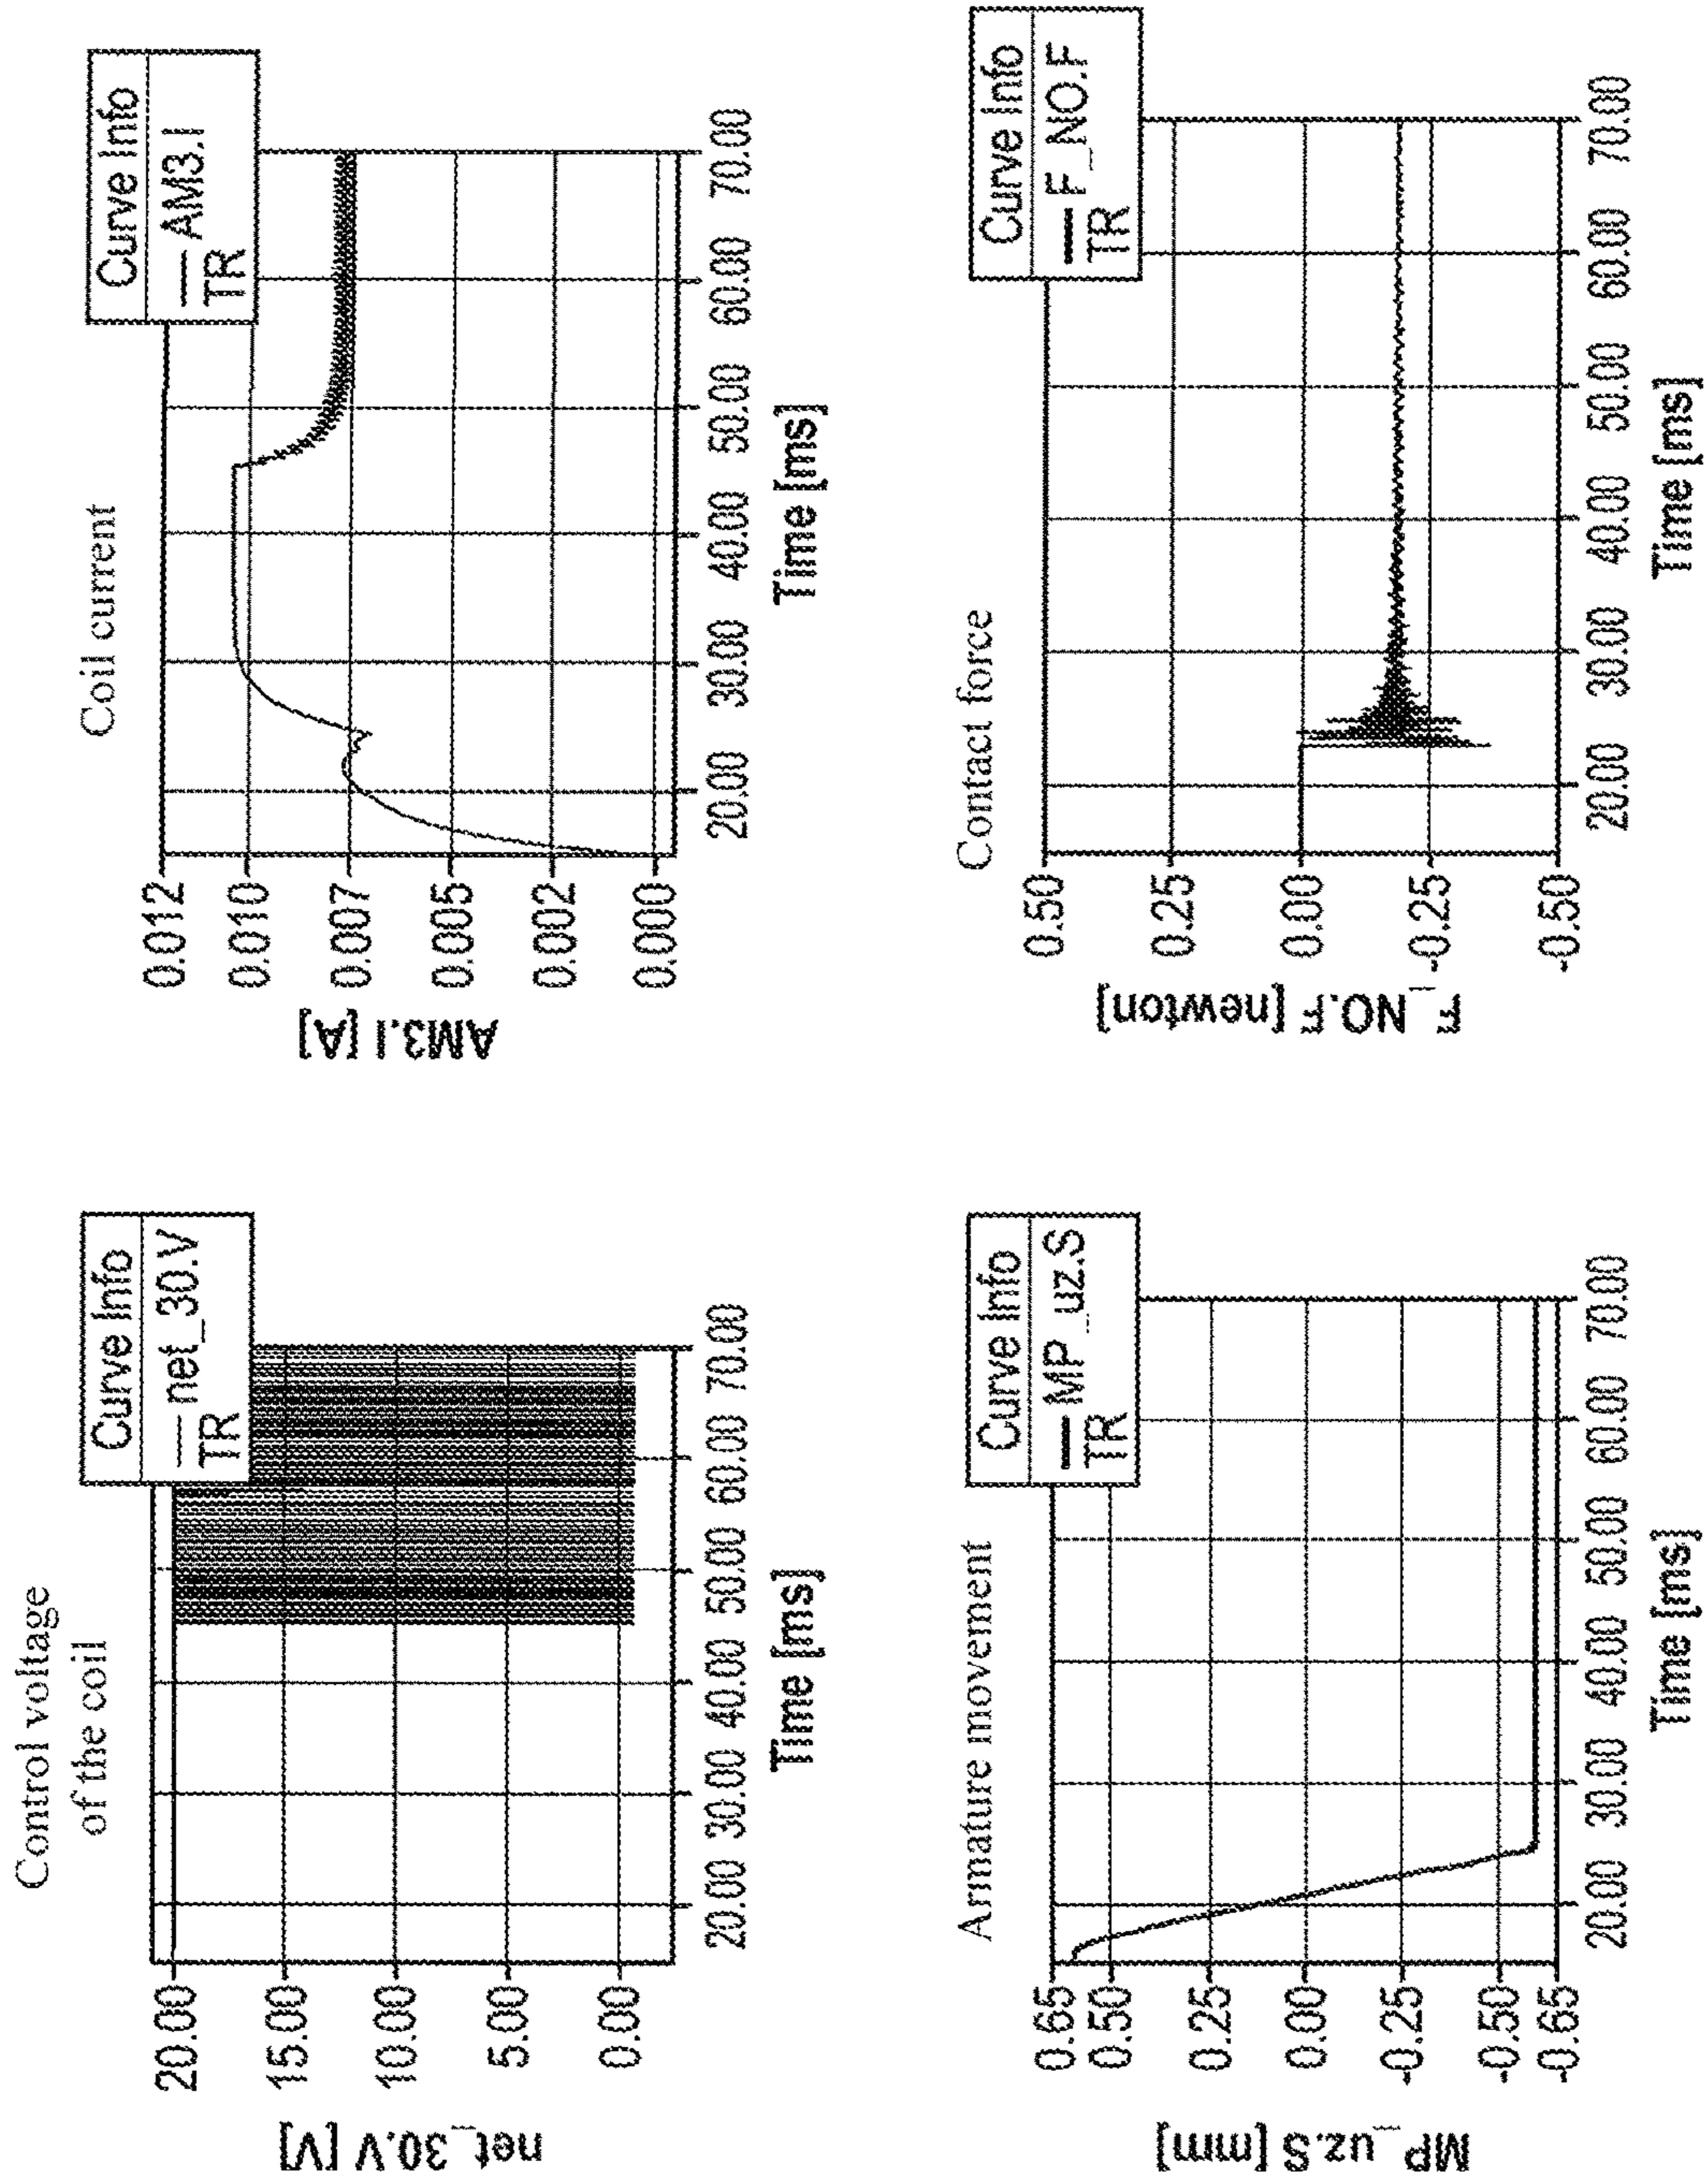 Control voltage
of the coil
Curve Info
net_30.V
TR
net_30.V [V]
20.00
15.00
10.00
5.00
0.00
20.00 30.00 40.00 50.00 60.00 70.00
Time [ms]
Coil current
Curve Info
AM3.I
TR
AM3.I [A]
0.012
0.010
0.007
0.005
0.002
0.000
20.00 30.00 40.00 50.00 60.00 70.00
Time [ms]
Armature movement
Curve Info
MP_uz.S
TR
MP_uz.S [mm]
0.65
0.50
0.25
0.00
-0.25
-0.50
-0.65
20.00 30.00 40.00 50.00 60.00 70.00
Time [ms]
Contact force
Curve Info
F_NO.F
TR
F_NO.F [newton]
0.50
0.25
0.00
-0.25
-0.50
20.00 30.00 40.00 50.00 60.00 70.00
Time [ms]